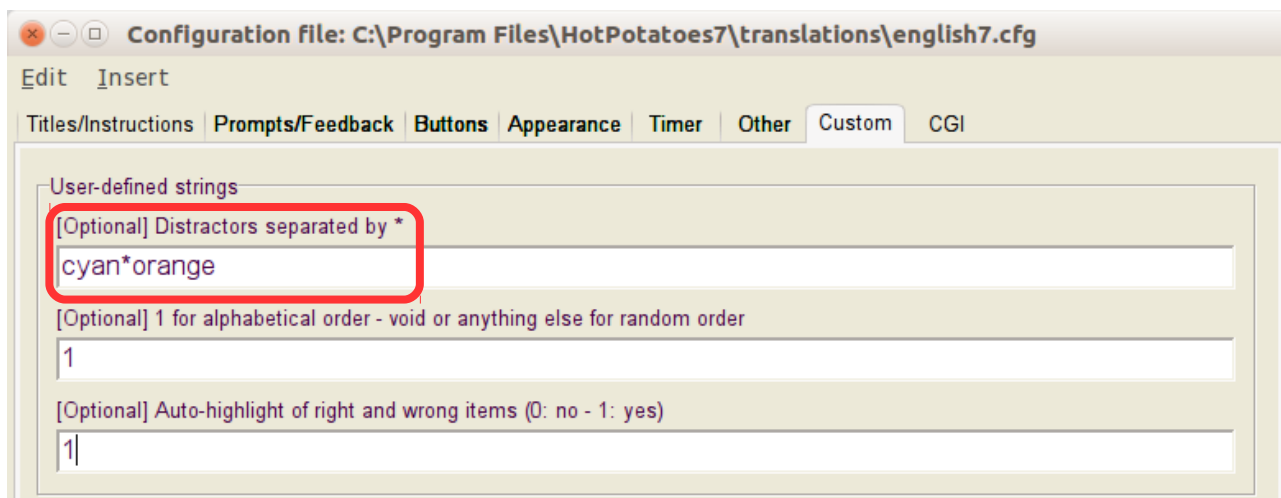 Configuration file: C:\Program Files\HotPotatoes7\translations\english7.cfg
Edit Insert
Titles/Instructions Prompts/Feedback Buttons Appearance Timer Other Custom CGI
User-defined strings
[Optional] Distractors separated by *
cyan*orange
[Optional] 1 for alphabetical order - void or anything else for random order
1
[Optional] Auto-highlight of right and wrong items (0: no - 1: yes)
1